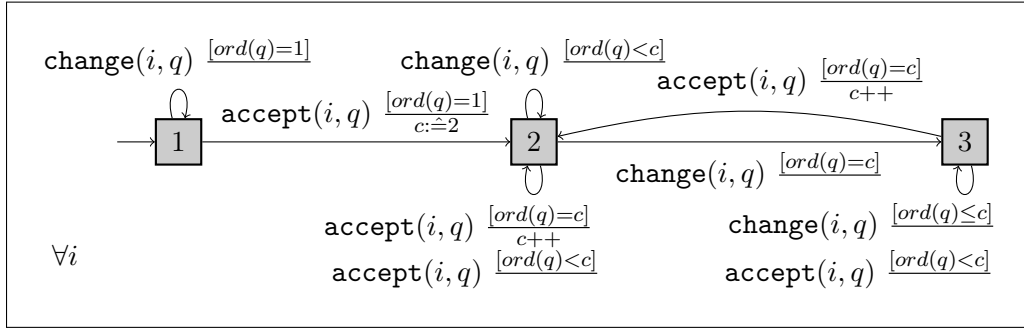 change(i, q) [ord(q)=1]
change(i, q) [ord(q)<c]
accept(i, q) [ord(q)=c]
c++
accept(i, q) [ord(q)=1]
c:≙2
1
2
3
change(i, q) [ord(q)=c]
accept(i, q) [ord(q)=c]
c++
change(i, q) [ord(q)≤c]
∀i
accept(i, q) [ord(q)<c]
accept(i, q) [ord(q)<c]